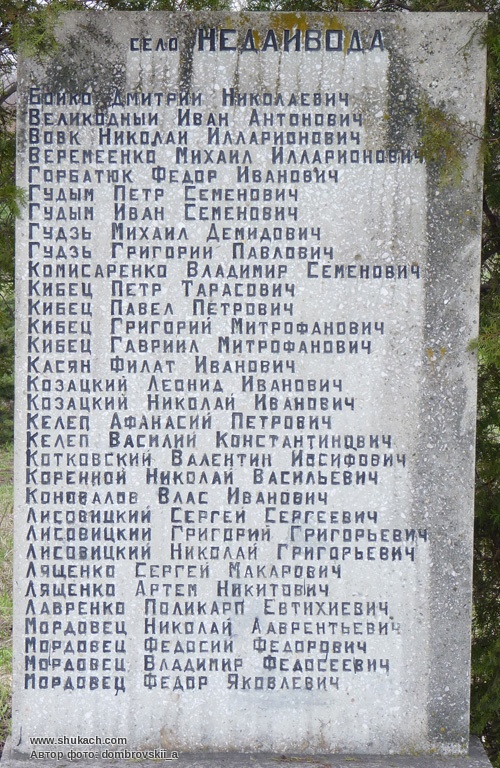 СЕЛО НЕДАЙВОДА
БОЙКО ДМИТРИЙ НИКОЛАЕВИЧ
ВЕЛИКОДНЫЙ ИВАН АНТОНОВИЧ
ВОВК НИКОЛАЙ ИЛЛАРИОНОВИЧ
ВЕРЕМЕЕНКО МИХАИЛ ИЛЛАРИОНОВИЧ
ГОРБАТЮК ФЕДОР ИВАНОВИЧ
ГУДЫМ ПЕТР СЕМЕНОВИЧ
ГУДЫМ ИВАН СЕМЕНОВИЧ
ГУДЗЬ МИХАИЛ ДЕМИДОВИЧ
ГУДЗЬ ГРИГОРИЙ ПАВЛОВИЧ
КОМИСАРЕНКО ВЛАДИМИР СЕМЕНОВИЧ
КИБЕЦ ПЕТР ТАРАСОВИЧ
КИБЕЦ ПАВЕЛ ПЕТРОВИЧ
КИБЕЦ ГРИГОРИЙ МИТРОФАНОВИЧ
КИБЕЦ ГАВРИИЛ МИТРОФАНОВИЧ
КАСЯН ФИЛАТ ИВАНОВИЧ
КОЗАЦКИЙ ЛЕОНИД ИВАНОВИЧ
КОЗАЦКИЙ НИКОЛАЙ ИВАНОВИЧ
КЕЛЕП АФАНАСИЙ ПЕТРОВИЧ
КЕЛЕП ВАСИЛИЙ КОНСТАНТИНОВИЧ
КОТКОВСКИЙ ВАЛЕНТИН ИОСИФОВИЧ
КОРЕННОЙ НИКОЛАЙ ВАСИЛЬЕВИЧ
КОНОВАЛОВ ВЛАС ИВАНОВИЧ
ЛИСОВИЦКИЙ СЕРГЕЙ СЕРГЕЕВИЧ
ЛИСОВИЦКИЙ ГРИГОРИЙ ГРИГОРЬЕВИЧ
ЛИСОВИЦКИЙ НИКОЛАЙ ГРИГОРЬЕВИЧ
ЛЯЩЕНКО СЕРГЕЙ МАКАРОВИЧ
ЛЯЩЕНКО АРТЕМ НИКИТОВИЧ
ЛАВРЕНКО ПОЛИКАРП ЕВТИХИЕВИЧ
МОРДОВЕЦ НИКОЛАЙ ЛАВРЕНТЬЕВИЧ
МОРДОВЕЦ ФЕДОСИЙ ФЕДОРОВИЧ
МОРДОВЕЦ ВЛАДИМИР ФЕДОСЕЕВИЧ
МОРДОВЕЦ ФЕДОР ЯКОВЛЕВИЧ
www.shukach.com
Автор фото: dombrovskii_a